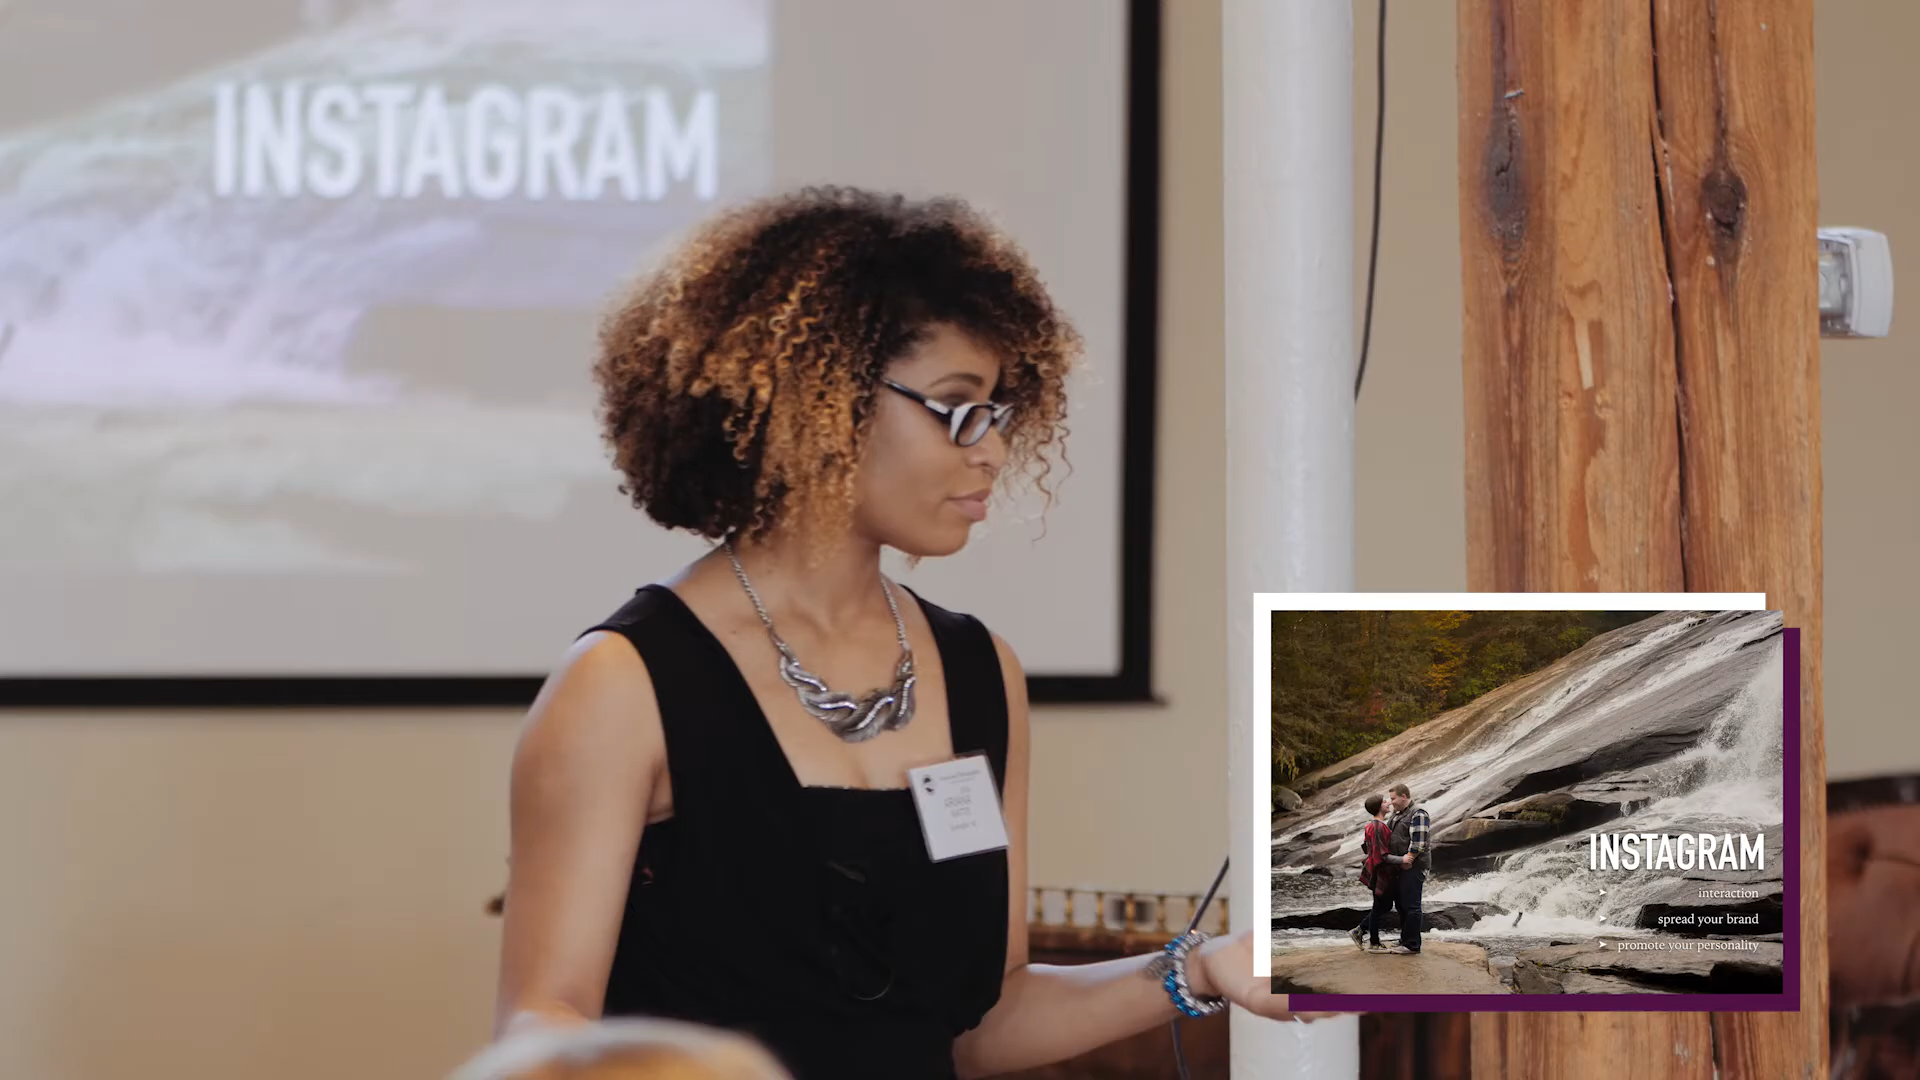 INSTAGRAM
INSTAGRAM
➤ interaction
➤ spread your brand
➤ promote your personality